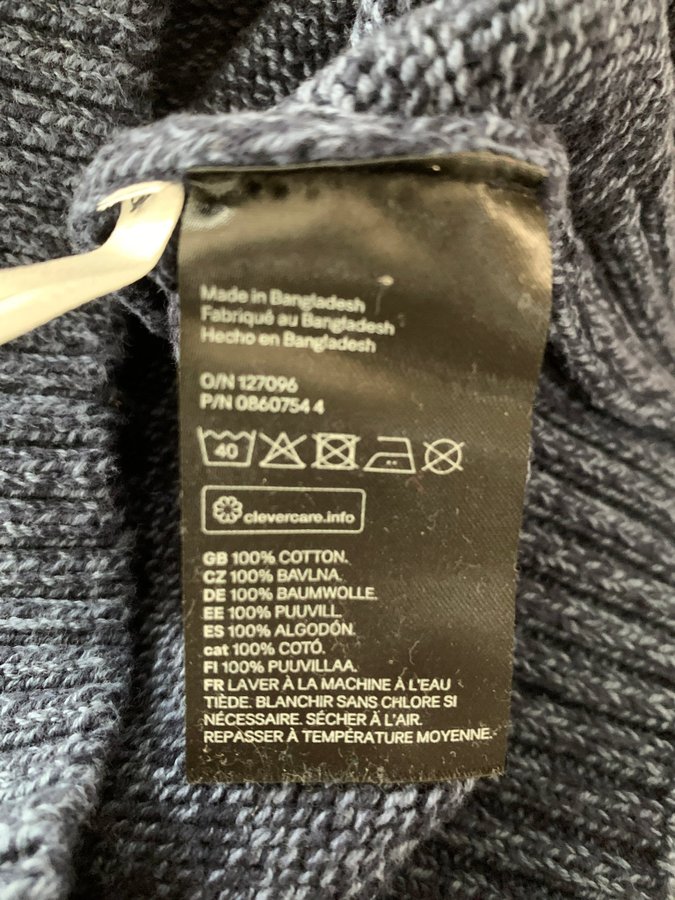 Made in Bangladesh
Fabriqué au Bangladesh
Hecho en Bangladesh
O/N 127096
P/N 0860754 4
40
clevercare.info
GB 100% COTTON.
CZ 100% BAVLNA.
DE 100% BAUMWOLLE.
EE 100% PUUVILL.
ES 100% ALGODÓN.
cat 100% COTÓ.
FI 100% PUUVILLAA.
FR LAVER À LA MACHINE À L'EAU
TIÈDE. BLANCHIR SANS CHLORE SI
NÉCESSAIRE. SÉCHER À L'AIR.
REPASSER À TEMPÉRATURE MOYENNE.